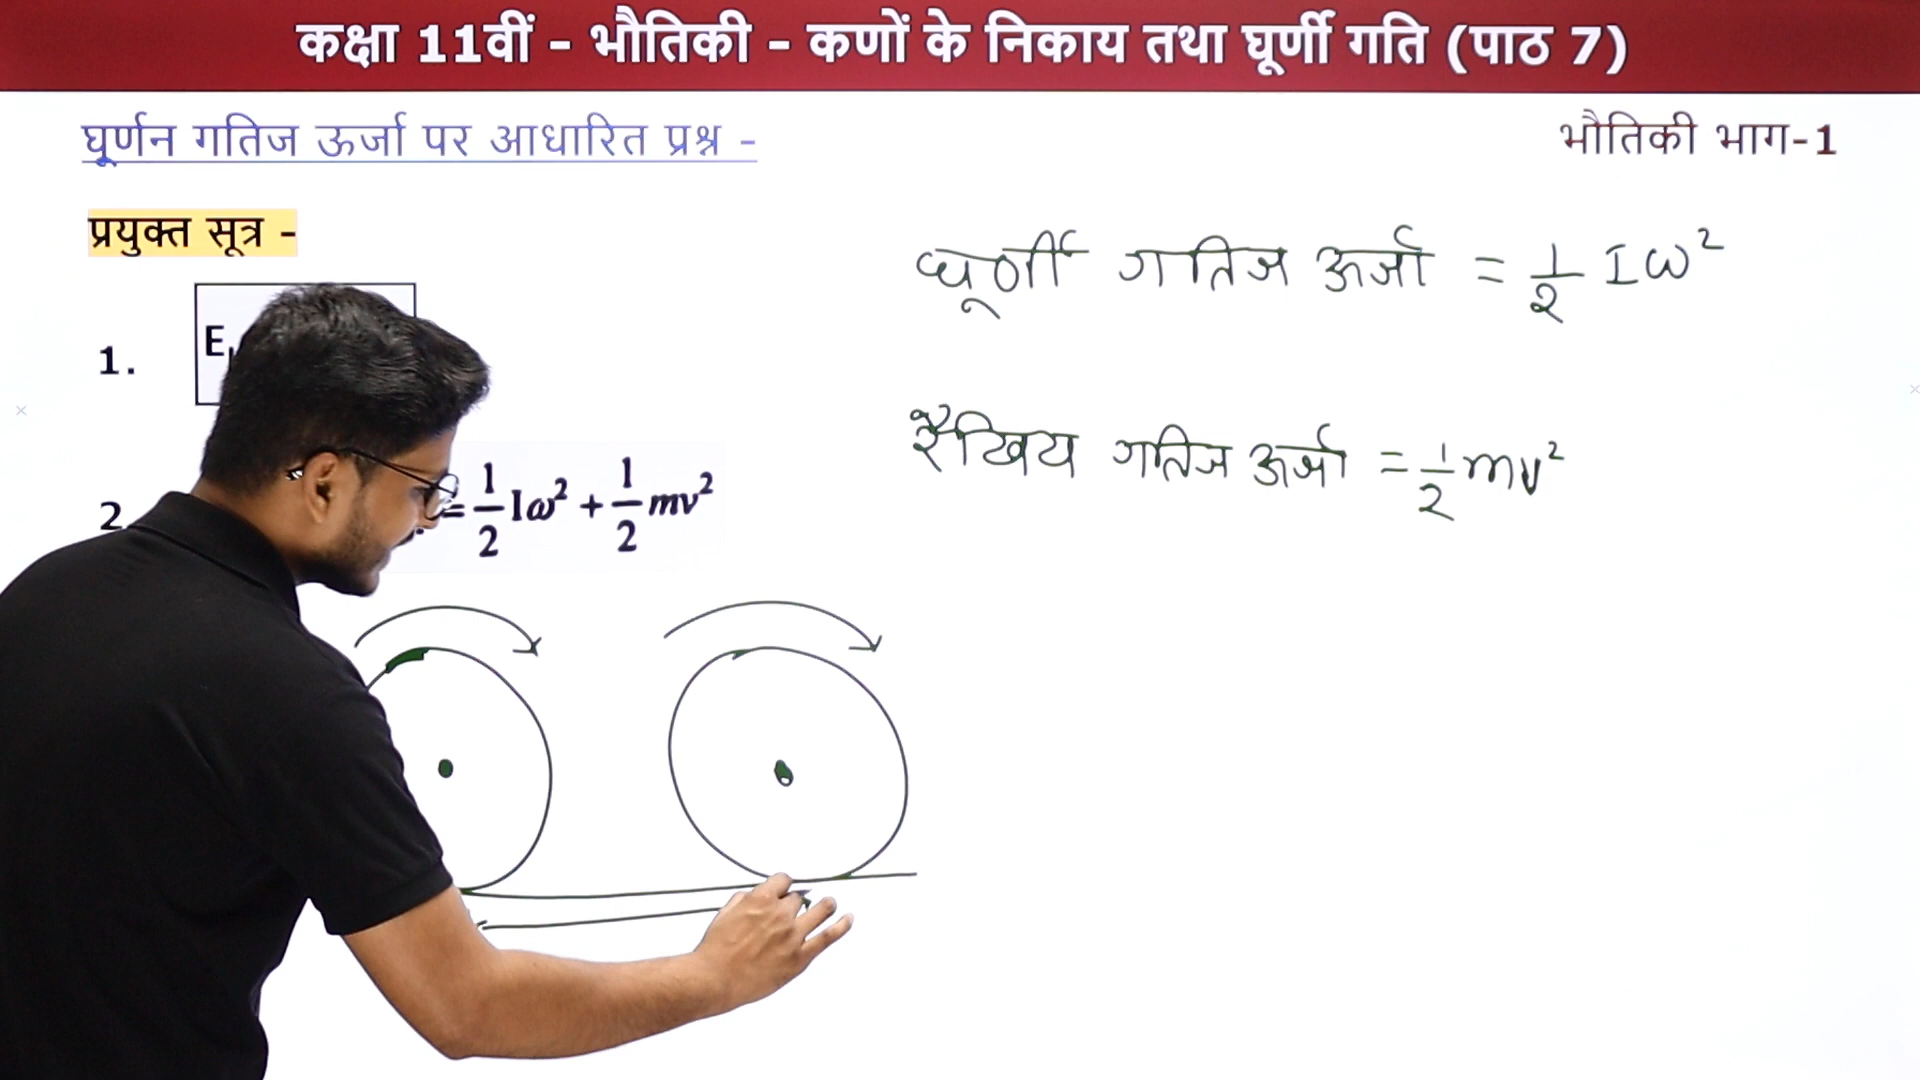 कक्षा 11वीं - भौतिकी - कणों के निकाय तथा घूर्णी गति (पाठ 7)
घूर्णन गतिज ऊर्जा पर आधारित प्रश्न -
भौतिकी भाग-1
प्रयुक्त सूत्र -
घूर्णी गतिज ऊर्जा = 1/2 Iω²
1. E
रैखिय गतिज ऊर्जा = 1/2 mv²
2. = 1/2 Iω² + 1/2 mv²